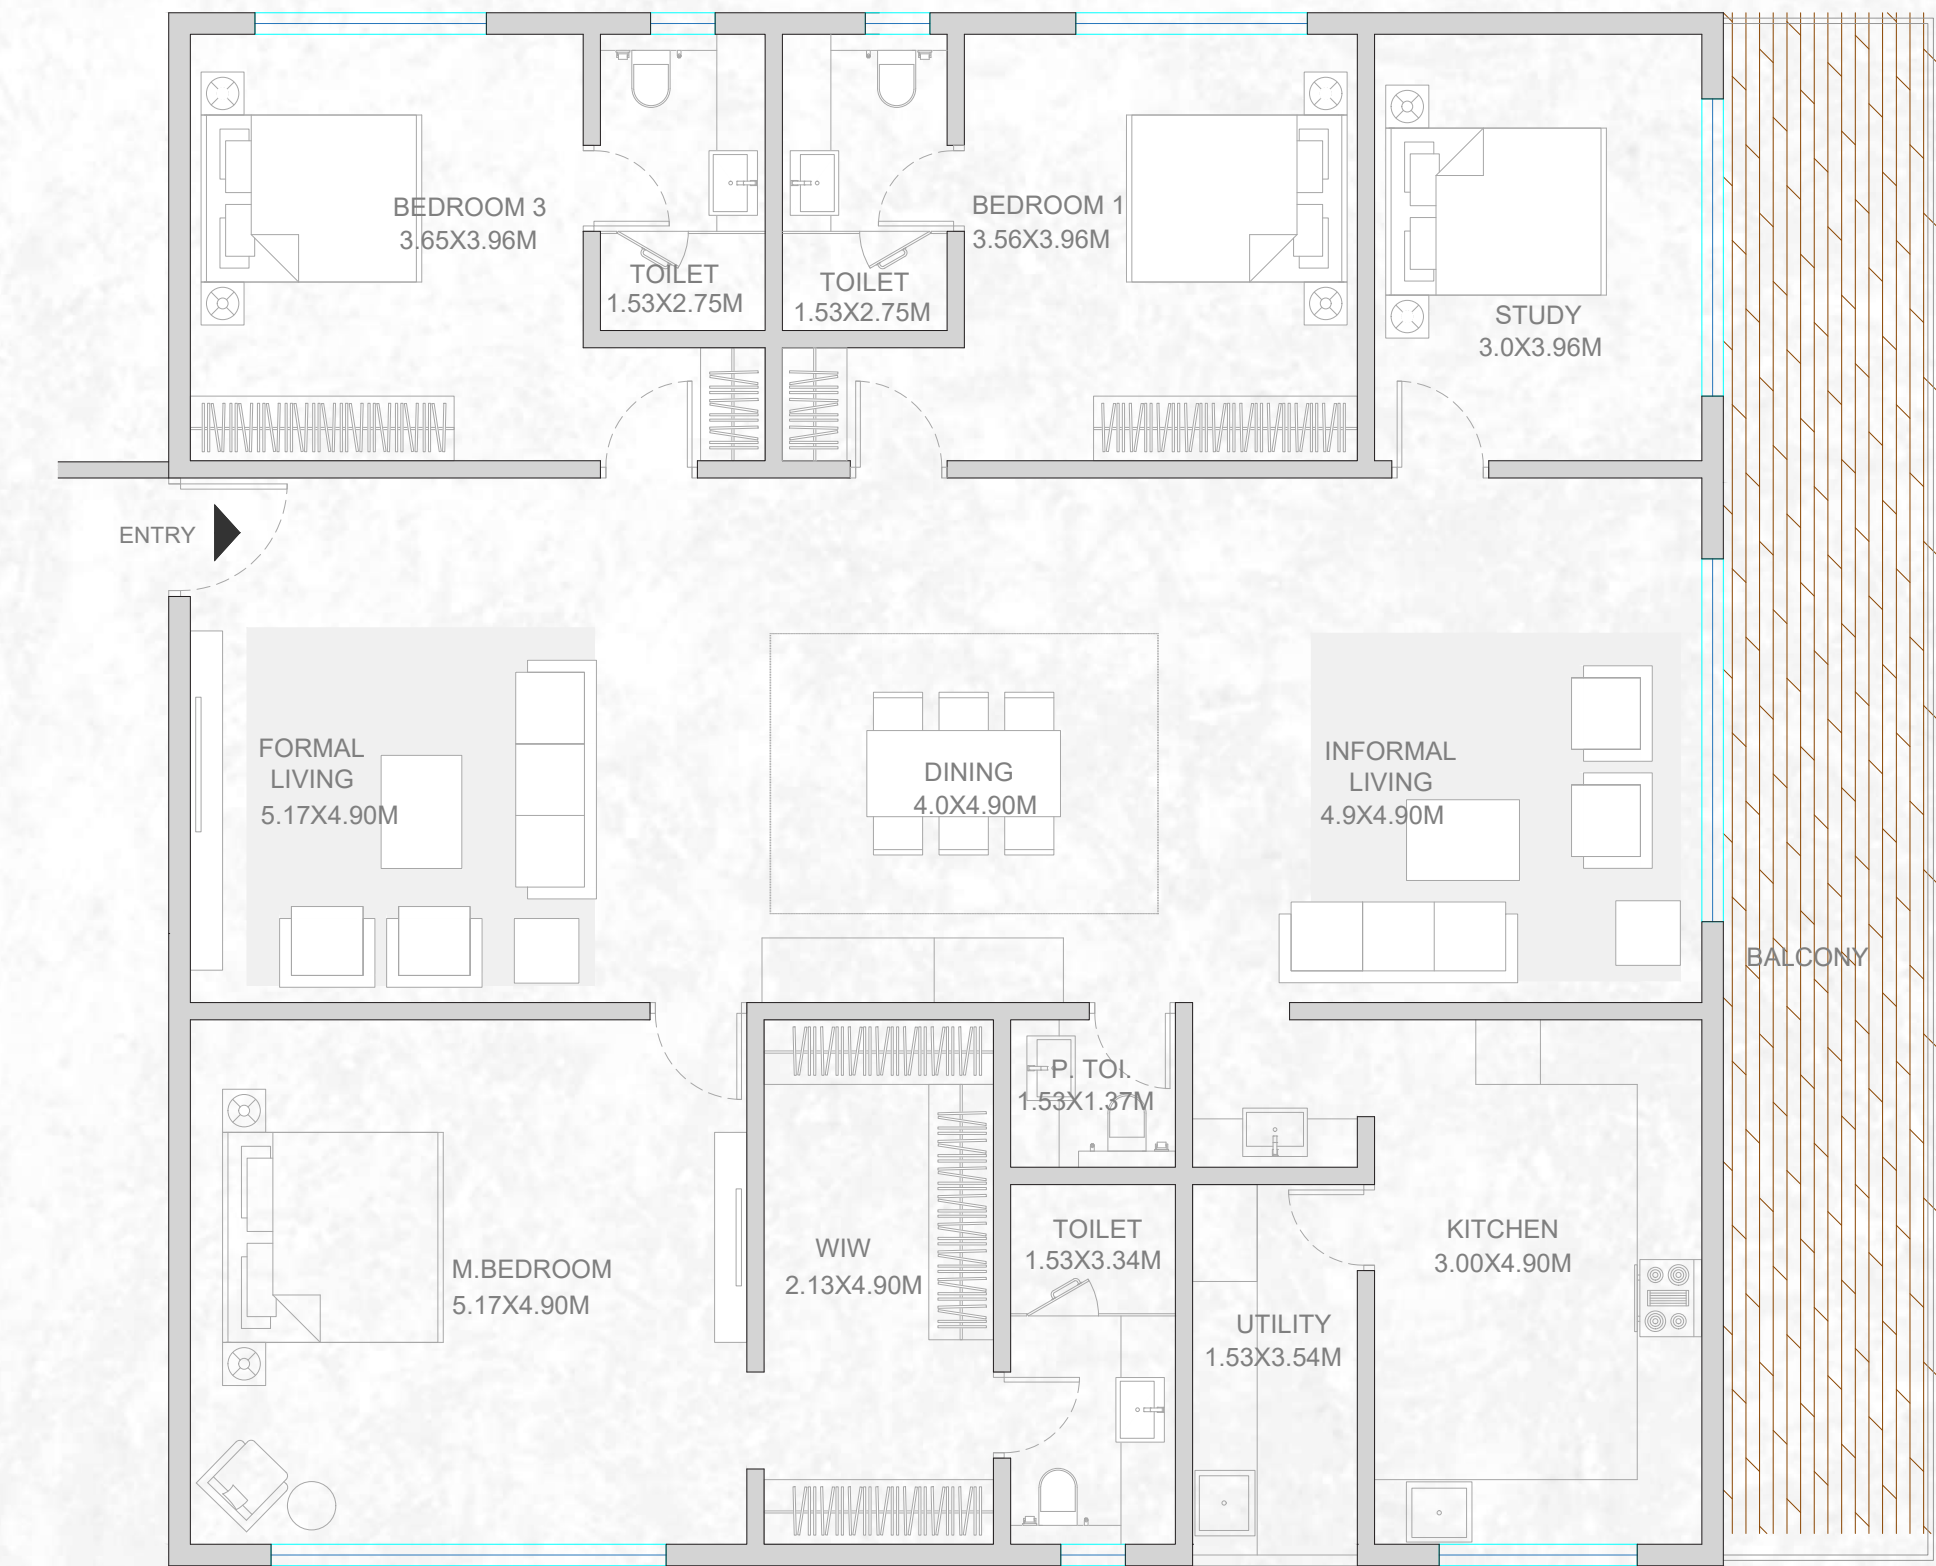 BEDROOM 3
3.65X3.96M
TOILET
1.53X2.75M
TOILET
1.53X2.75M
BEDROOM 1
3.56X3.96M
STUDY
3.0X3.96M
ENTRY
FORMAL
LIVING
5.17X4.90M
DINING
4.0X4.90M
INFORMAL
LIVING
4.9X4.90M
BALCONY
P. TOI.
1.53X1.37M
M.BEDROOM
5.17X4.90M
WIW
2.13X4.90M
TOILET
1.53X3.34M
UTILITY
1.53X3.54M
KITCHEN
3.00X4.90M